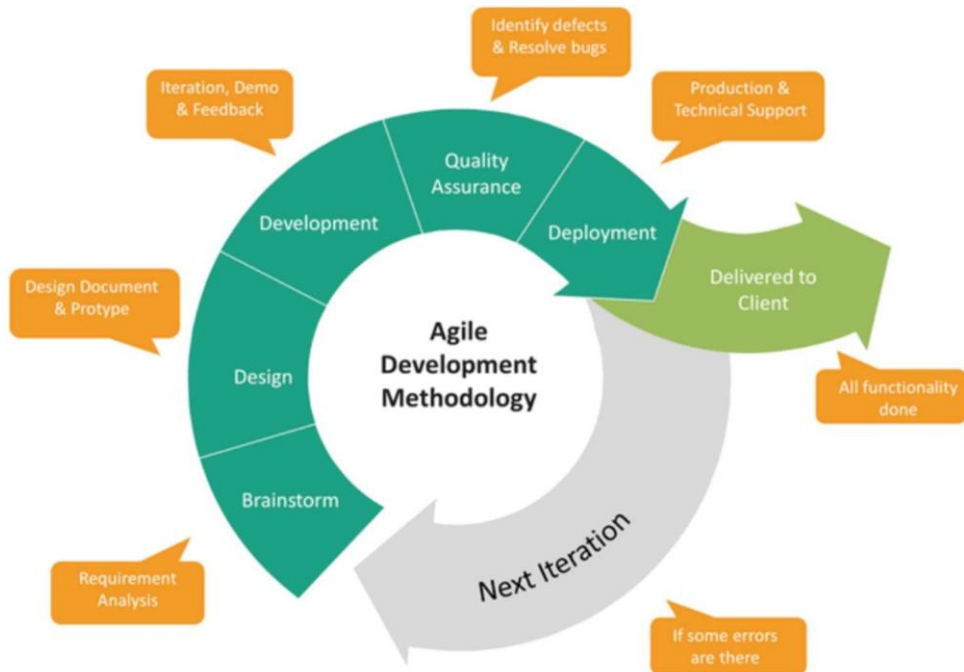 Identify defects
& Resolve bugs
Iteration, Demo
& Feedback
Production &
Technical Support
Quality
Assurance
Development
Deployment
Design Document
& Protype
Delivered to
Client
Agile
Development
Methodology
Design
All functionality
done
Brainstorm
Next Iteration
Requirement
Analysis
If some errors
are there